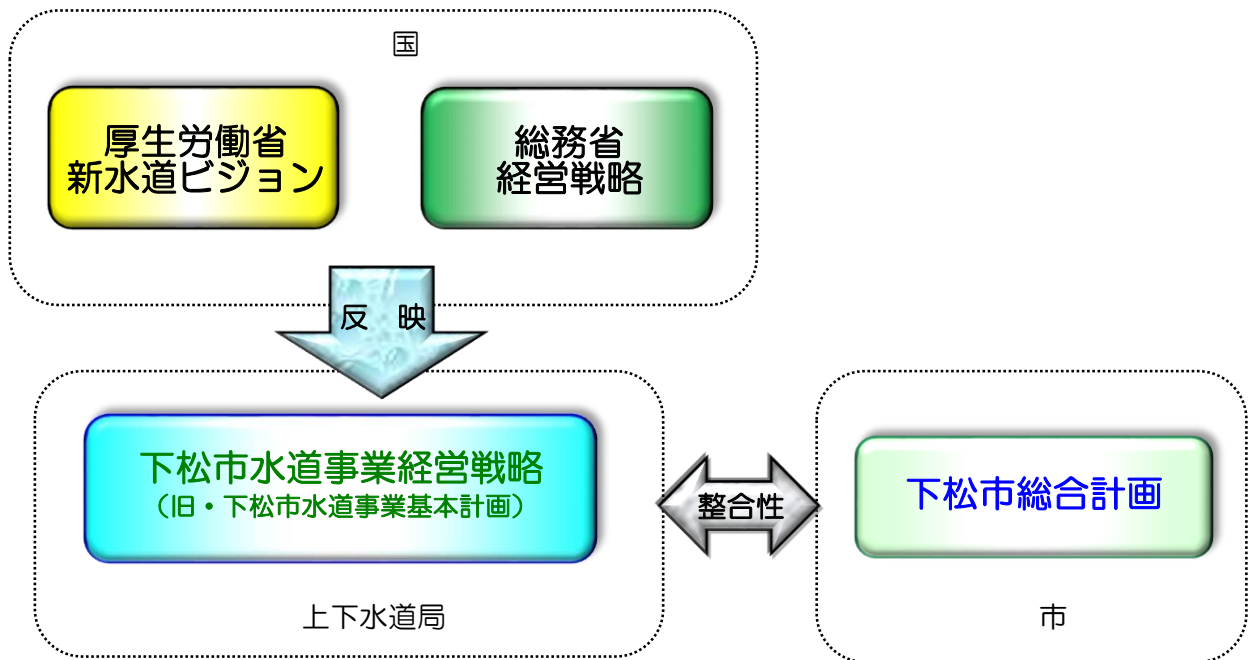 国
厚生労働省
新水道ビジョン
総務省
経営戦略
反　映
下松市水道事業経営戦略
（旧・下松市水道事業基本計画）
整合性
下松市総合計画
上下水道局
市